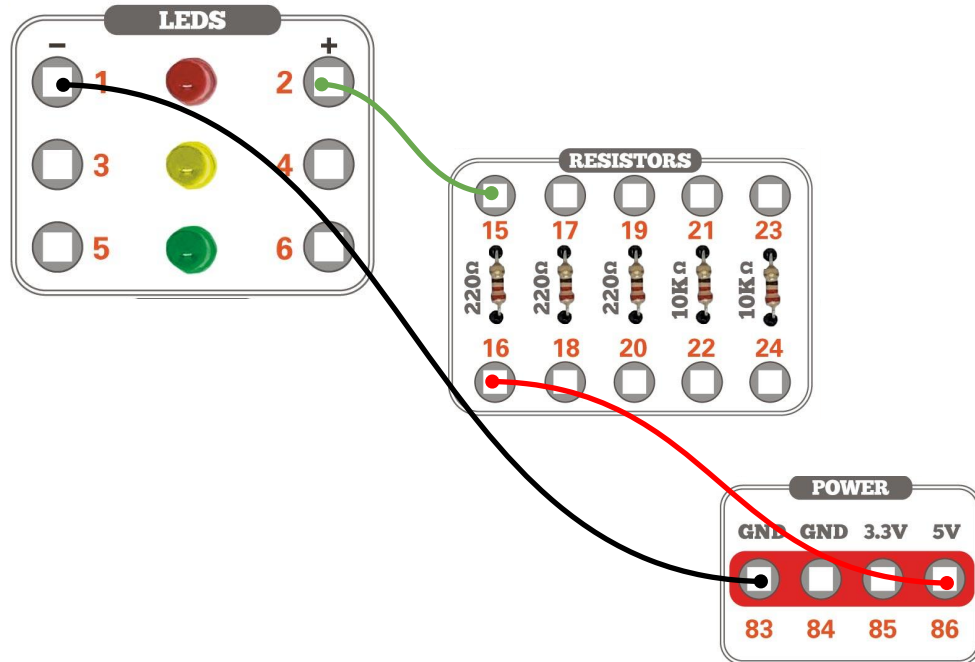 LEDS
− +
1 2
3 4
5 6
RESISTORS
15 17 19 21 23
220Ω 220Ω 220Ω 10KΩ 10KΩ
16 18 20 22 24
POWER
GND GND 3.3V 5V
83 84 85 86